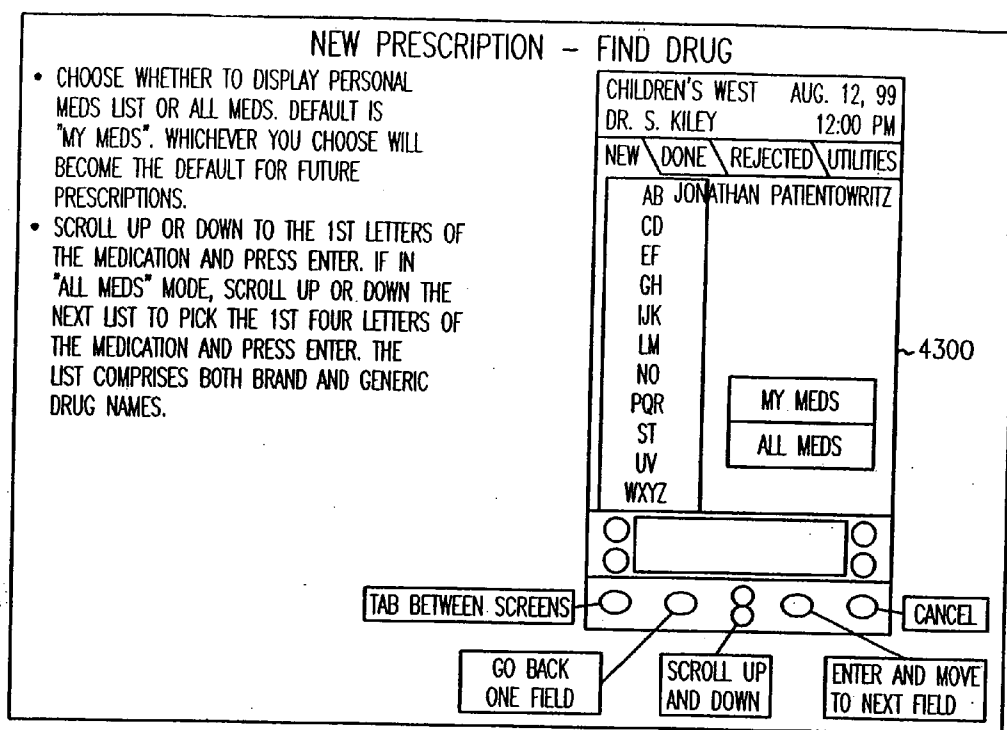 NEW PRESCRIPTION - FIND DRUG
• CHOOSE WHETHER TO DISPLAY PERSONAL
MEDS LIST OR ALL MEDS. DEFAULT IS
"MY MEDS". WHICHEVER YOU CHOOSE WILL
BECOME THE DEFAULT FOR FUTURE
PRESCRIPTIONS.
• SCROLL UP OR DOWN TO THE 1ST LETTERS OF
THE MEDICATION AND PRESS ENTER. IF IN
"ALL MEDS" MODE, SCROLL UP OR DOWN THE
NEXT LIST TO PICK THE 1ST FOUR LETTERS OF
THE MEDICATION AND PRESS ENTER. THE
LIST COMPRISES BOTH BRAND AND GENERIC
DRUG NAMES.
CHILDREN'S WEST AUG. 12, 99
DR. S. KILEY 12:00 PM
NEW DONE REJECTED UTILITIES
AB JONATHAN PATIENTOWRITZ
CD
EF
GH
IJK
LM
NO
PQR
ST
UV
WXYZ
MY MEDS
ALL MEDS
4300
TAB BETWEEN SCREENS
CANCEL
GO BACK
ONE FIELD
SCROLL UP
AND DOWN
ENTER AND MOVE
TO NEXT FIELD